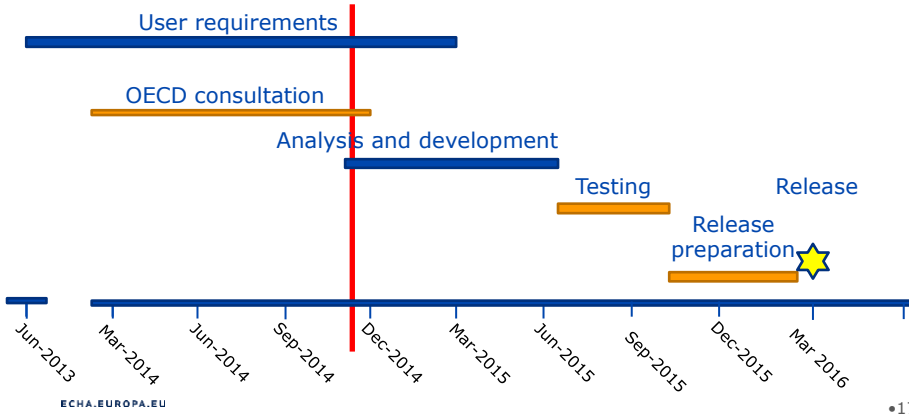 User requirements
OECD consultation
Analysis and development
Testing
Release
Release
preparation
Jun-2013
Mar-2014
Jun-2014
Sep-2014
Dec-2014
Mar-2015
Jun-2015
Sep-2015
Dec-2015
Mar 2016
ECHA.EUROPA.EU